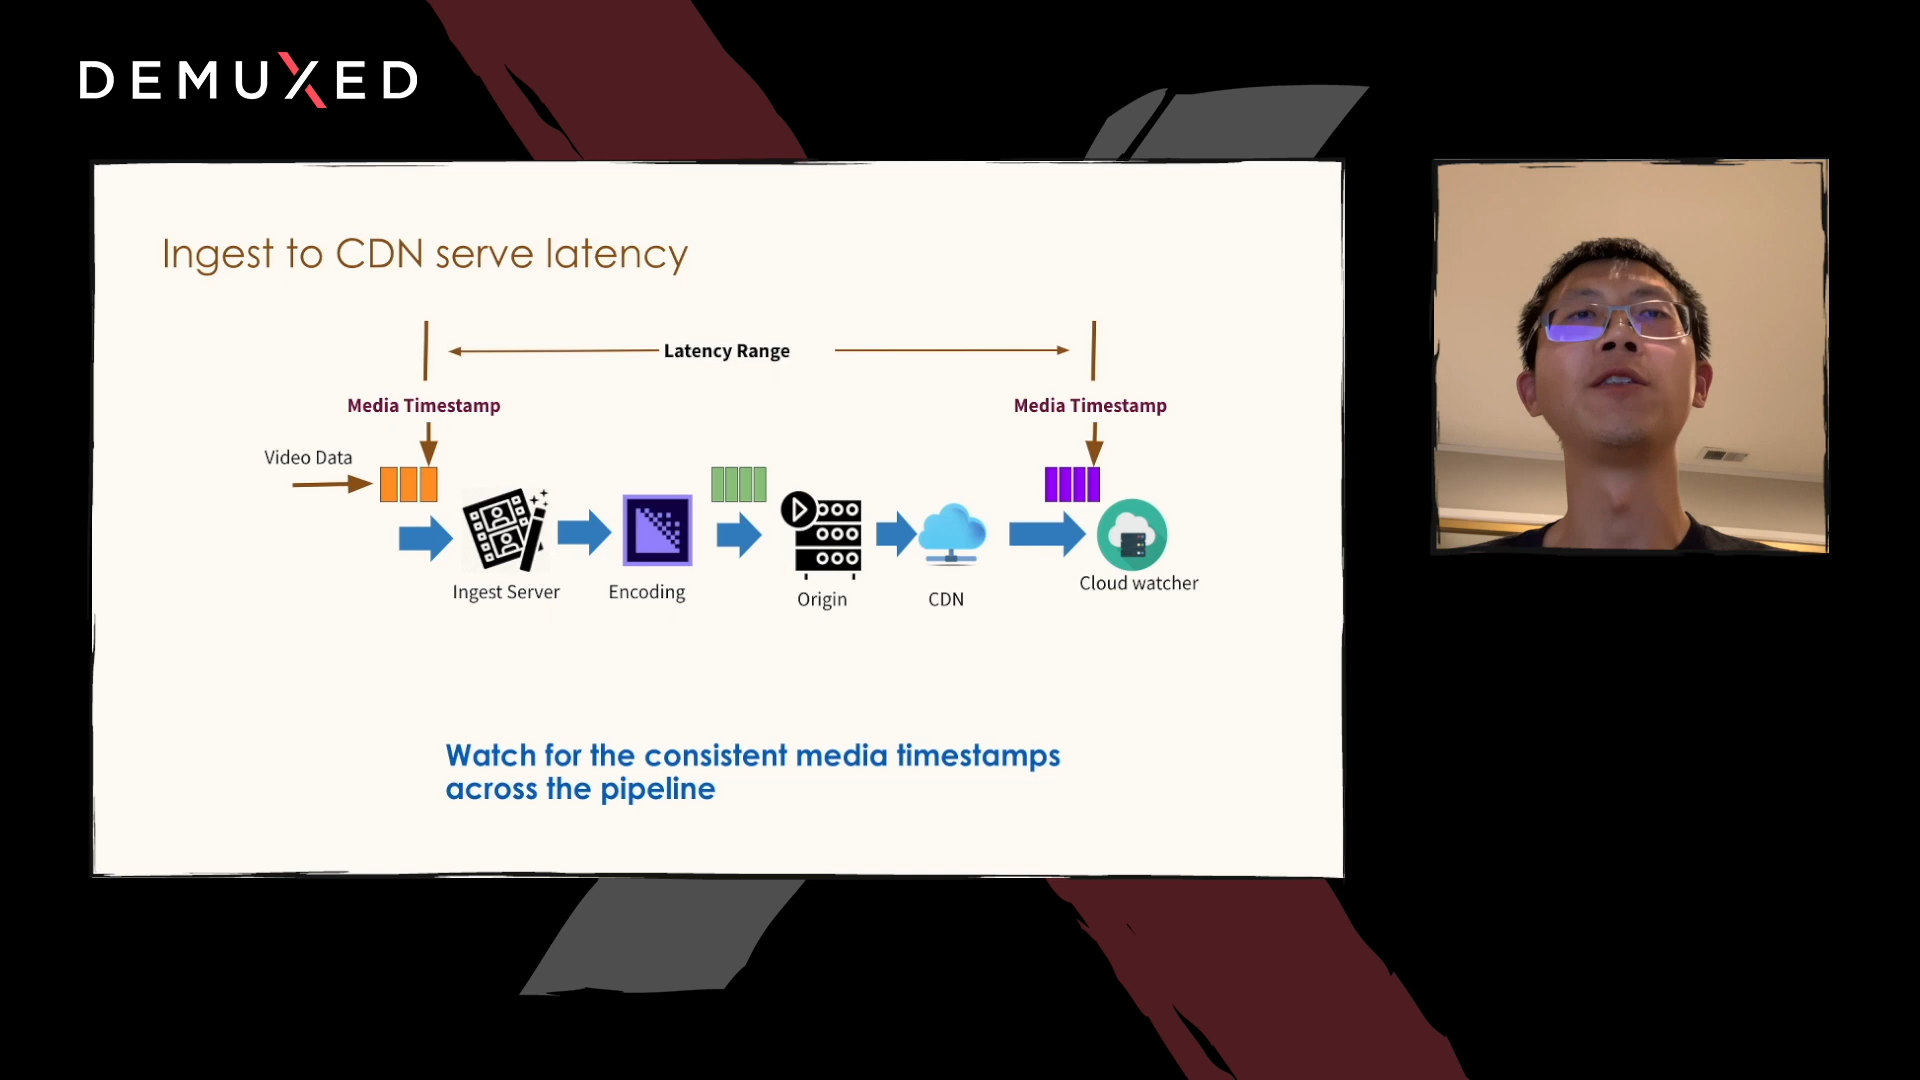 DEMUXED
Ingest to CDN serve latency
Latency Range
Media Timestamp
Media Timestamp
Video Data
Ingest Server
Encoding
Origin
CDN
Cloud watcher
Watch for the consistent media timestamps
across the pipeline